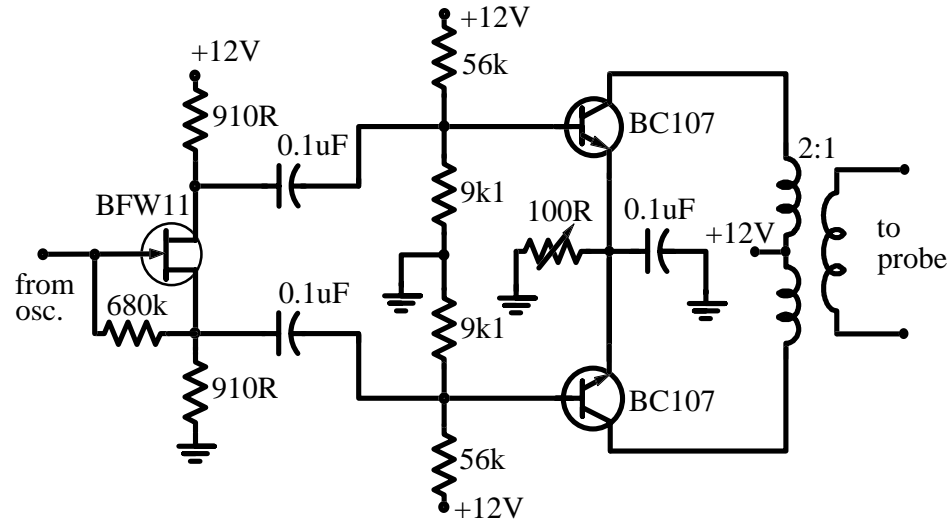 +12V
56k
+12V
910R
BC107
0.1uF
2:1
9k1
BFW11
100R
0.1uF
+12V
to
probe
from
osc.
680k
0.1uF
9k1
910R
BC107
56k
+12V